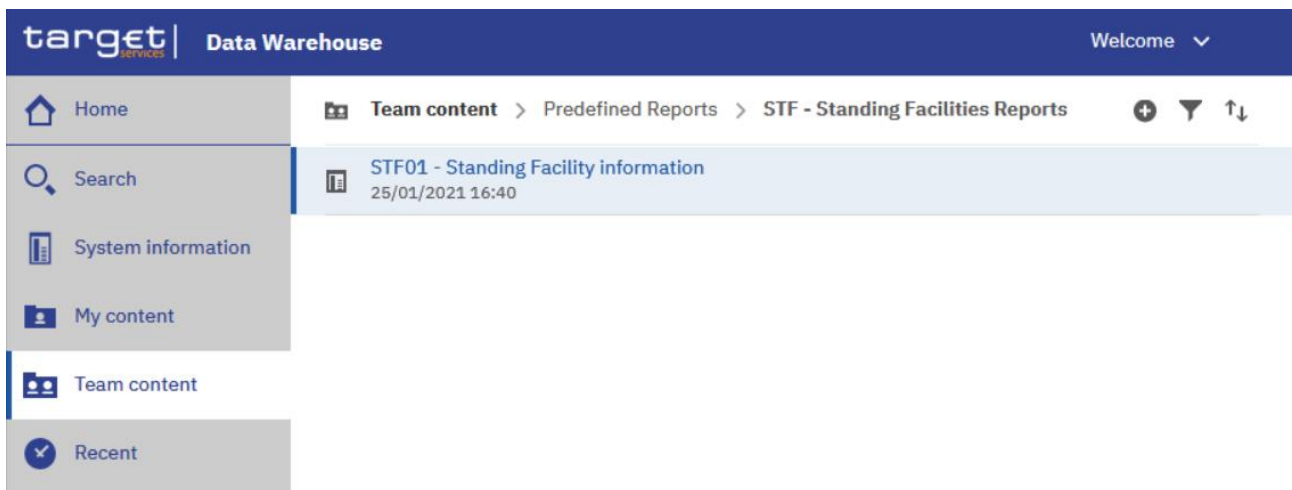 target services | Data Warehouse Welcome
Home
Team content > Predefined Reports > STF - Standing Facilities Reports
Search
STF01 - Standing Facility information
25/01/2021 16:40
System information
My content
Team content
Recent